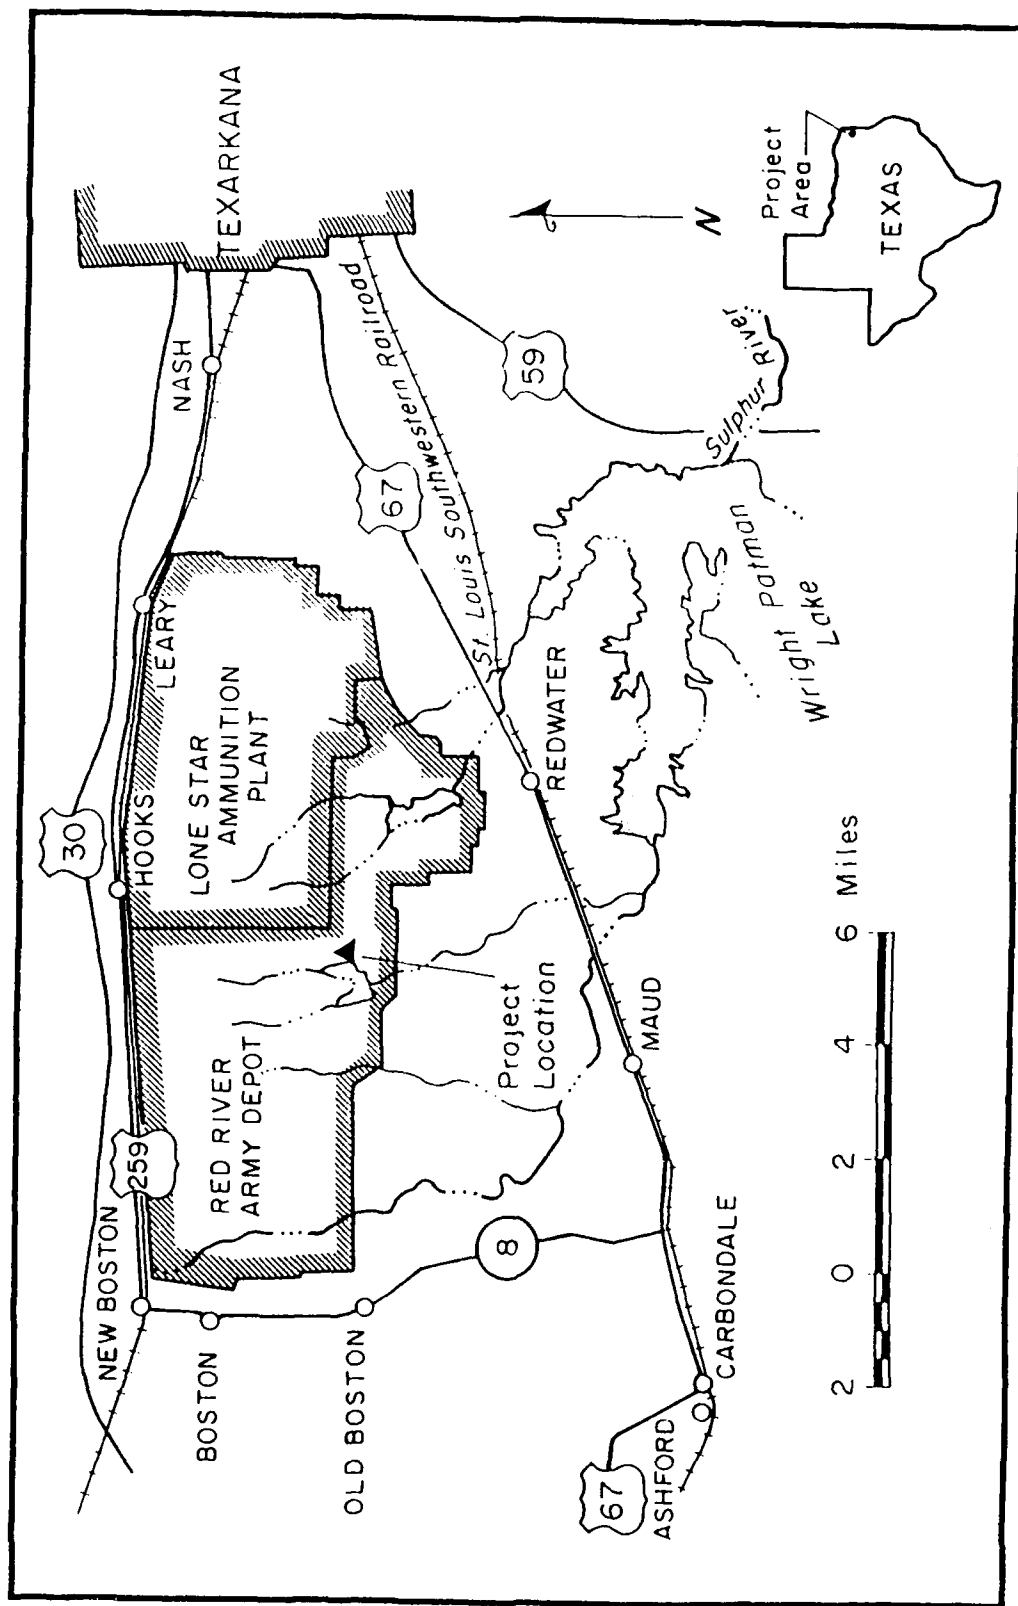 30
NASH
TEXARKANA
NEW BOSTON
259
HOOKS
LEARY
BOSTON
RED RIVER
ARMY DEPOT
LONE STAR
AMMUNITION
PLANT
OLD BOSTON
67
St. Louis Southwestern Railroad
59
8
Project
Location
REDWATER
N
MAUD
67
ASHFORD
CARBONDALE
Sulphur River
Wright Patman
Lake
Project
Area
TEXAS
2 0 2 4 6 Miles